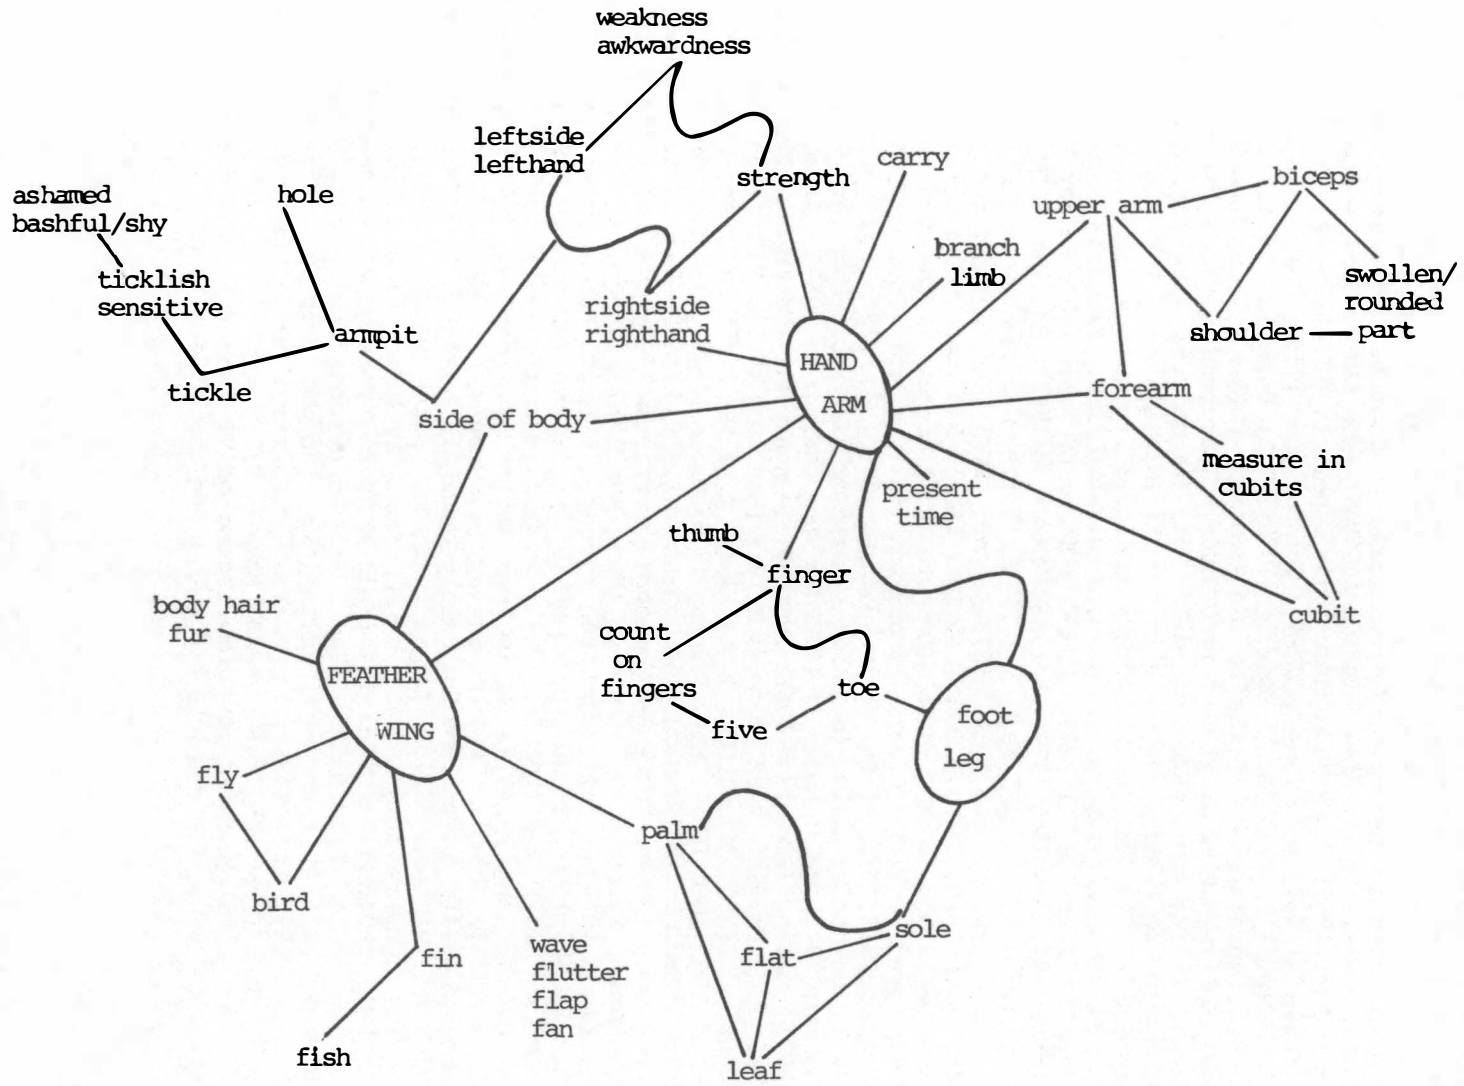 weakness
awkwardness
leftside
lefthand
carry
strength
biceps
ashamed
bashful/shy
hole
upper arm
branch
limb
ticklish
sensitive
swollen/
rounded
part
rightside
righthand
armpit
shoulder
HAND
ARM
tickle
forearm
side of body
measure in
cubits
present
time
thumb
finger
body hair
fur
cubit
count
on
fingers
FEATHER
WING
toe
five
foot
leg
fly
palm
bird
sole
fin
wave
flutter
flap
fan
flat
fish
leaf